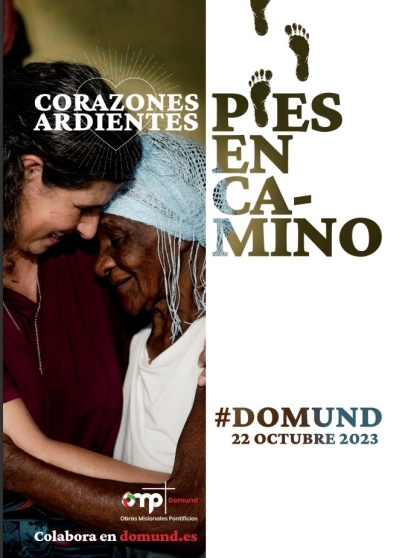 CORAZONES
ARDIENTES
PIES
EN
CA-
MINO
#DOMUND
22 OCTUBRE 2023
omp Domund
Obras Misionales Pontificias
Colabora en domund.es